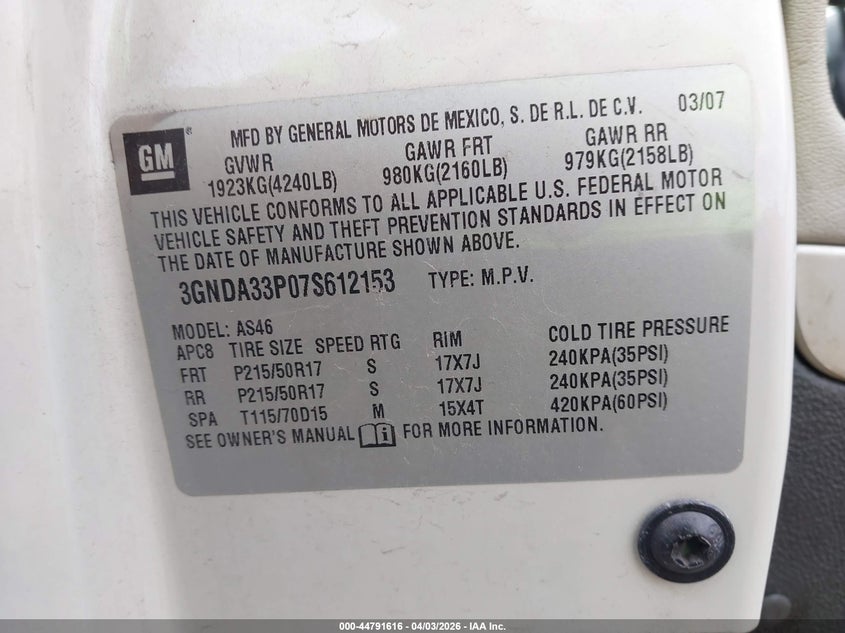 GM
®
MFD BY GENERAL MOTORS DE MEXICO, S. DE R.L. DE C.V. 03/07
GVWR GAWR FRT GAWR RR
1923KG(4240LB) 980KG(2160LB) 979KG(2158LB)
THIS VEHICLE CONFORMS TO ALL APPLICABLE U.S. FEDERAL MOTOR
VEHICLE SAFETY AND THEFT PREVENTION STANDARDS IN EFFECT ON
THE DATE OF MANUFACTURE SHOWN ABOVE.
3GNDA33P07S612153 TYPE: M.P.V.
MODEL: AS46
APC8 TIRE SIZE SPEED RTG RIM COLD TIRE PRESSURE
FRT P215/50R17 S 17X7J 240KPA(35PSI)
RR P215/50R17 S 17X7J 240KPA(35PSI)
SPA T115/70D15 M 15X4T 420KPA(60PSI)
SEE OWNER'S MANUAL FOR MORE INFORMATION.
000-44791616 - 04/03/2026 - IAA Inc.